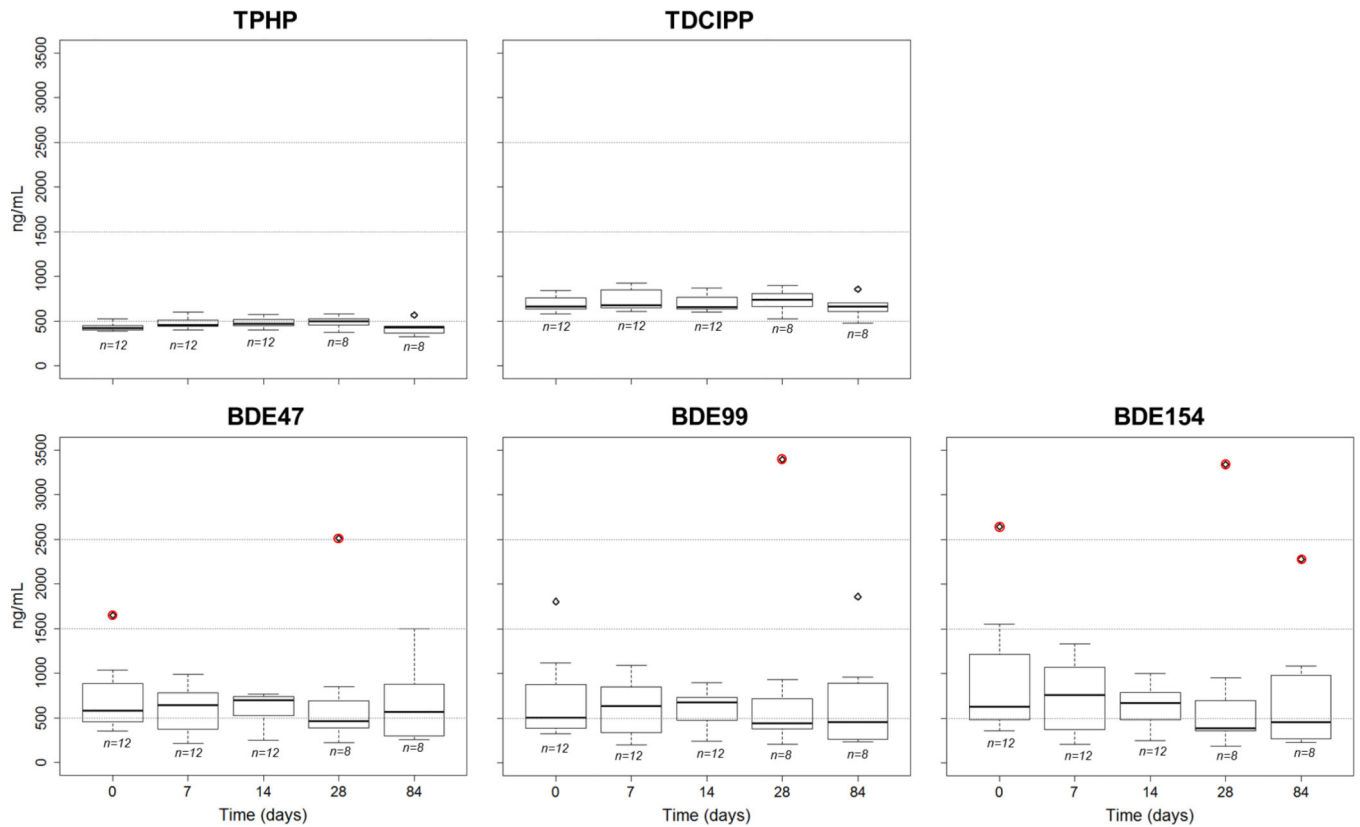 TPHP
TDCIPP
ng/mL
3500
3000
2500
2000
1500
1000
500
0
n=12
n=12
n=12
n=8
n=8
n=12
n=12
n=12
n=8
n=8
BDE47
BDE99
BDE154
ng/mL
3500
3000
2500
2000
1500
1000
500
0
n=12
n=12
n=12
n=8
n=8
n=12
n=12
n=12
n=8
n=8
n=12
n=12
n=12
n=8
n=8
0 7 14 28 84
0 7 14 28 84
0 7 14 28 84
Time (days)
Time (days)
Time (days)